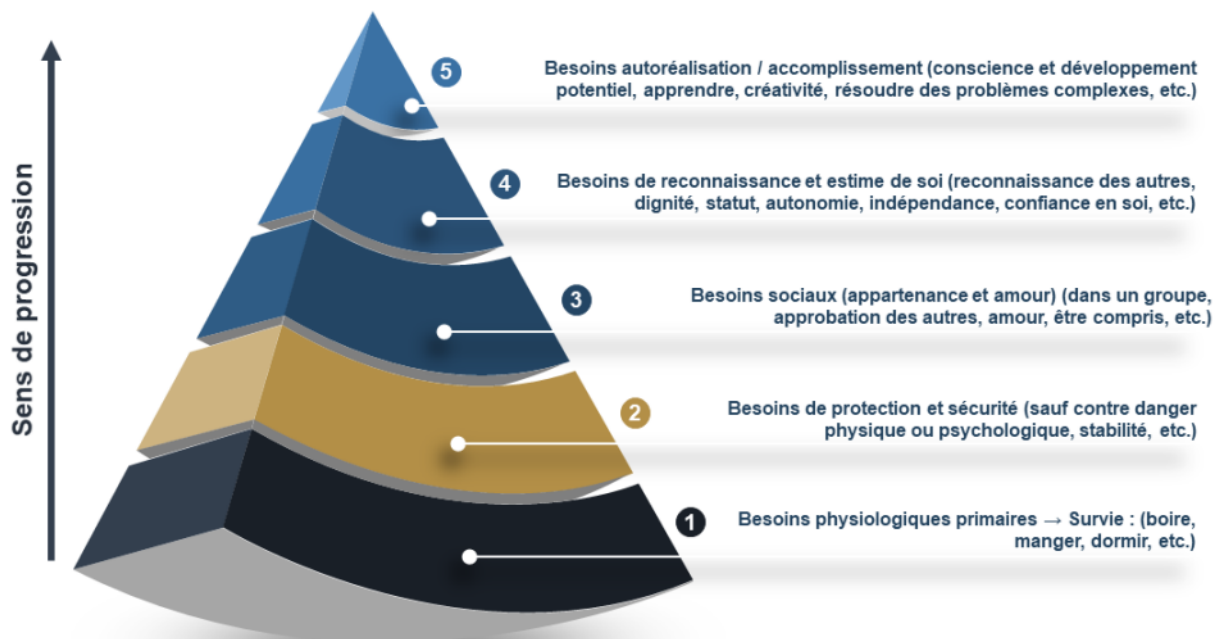 Sens de progression
5
Besoins autoréalisation / accomplissement (conscience et développement
potentiel, apprendre, créativité, résoudre des problèmes complexes, etc.)
4
Besoins de reconnaissance et estime de soi (reconnaissance des autres,
dignité, statut, autonomie, indépendance, confiance en soi, etc.)
3
Besoins sociaux (appartenance et amour) (dans un groupe,
approbation des autres, amour, être compris, etc.)
2
Besoins de protection et sécurité (sauf contre danger
physique ou psychologique, stabilité, etc.)
1
Besoins physiologiques primaires → Survie : (boire,
manger, dormir, etc.)